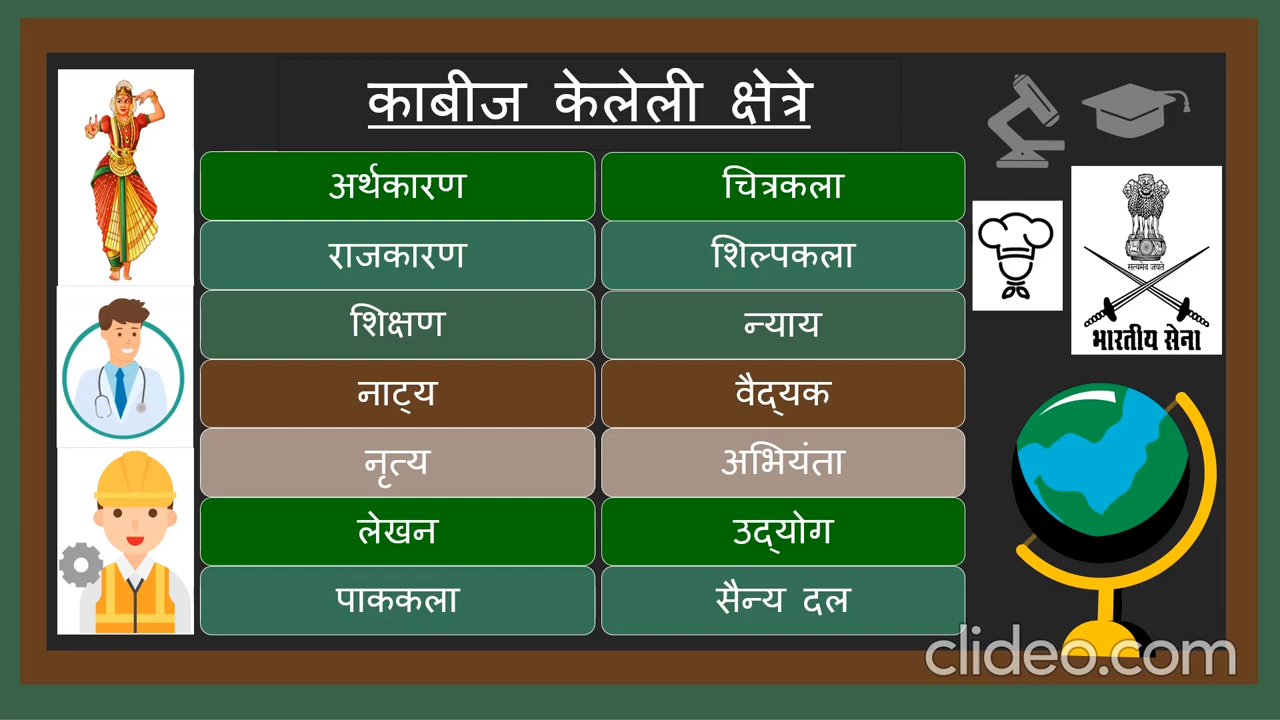 काबीज केलेली क्षेत्रे
अर्थकारण
चित्रकला
राजकारण
शिल्पकला
शिक्षण
न्याय
नाट्य
वैद्यक
नृत्य
अभियंता
लेखन
उद्योग
पाककला
सैन्य दल
सत्यमेव जयते
भारतीय सेना
clideo.com